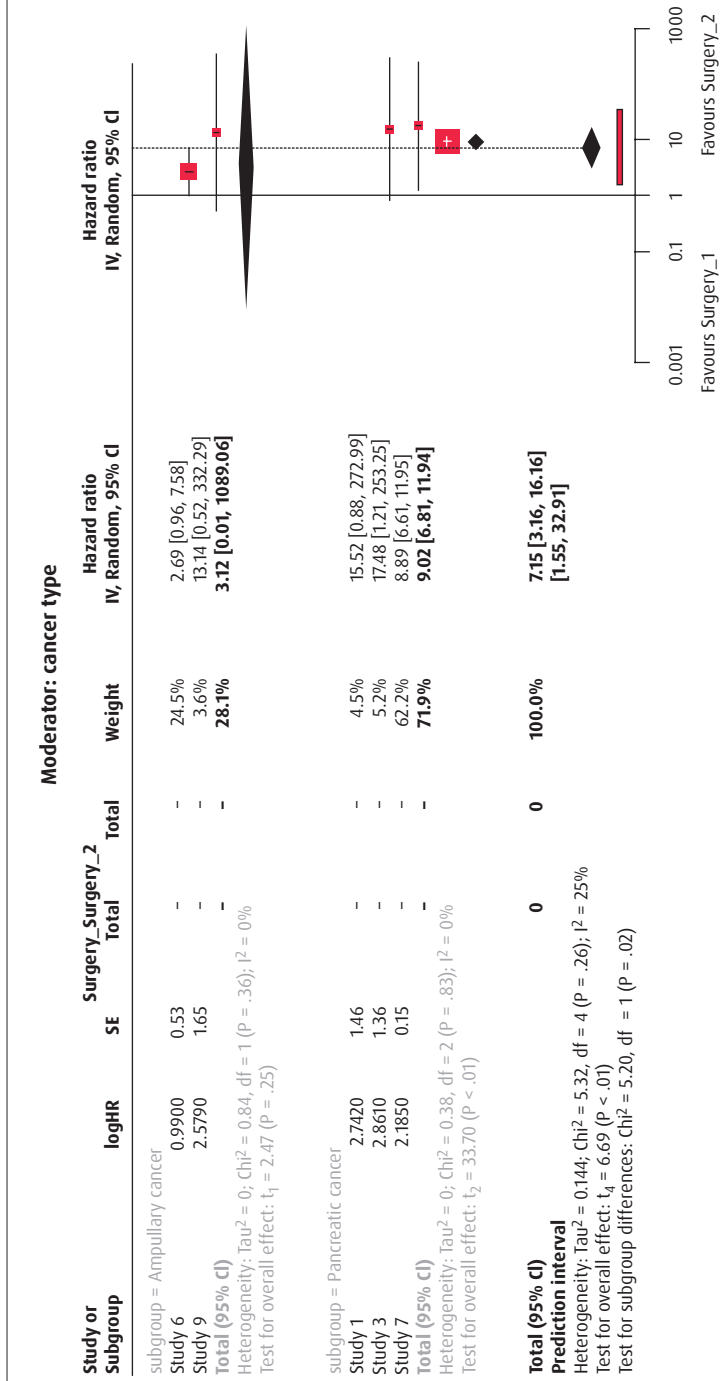 Moderator: cancer type
Study or Subgroup logHR SE Surgery_Surgery_2 Total Total Weight Hazard ratio IV, Random, 95% CI Hazard ratio IV, Random, 95% CI
subgroup = Ampullary cancer
Study 6 0.9900 0.53 – – 24.5% 2.69 [0.96, 7.58]
Study 9 2.5790 1.65 – – 3.6% 13.14 [0.52, 332.29]
Total (95% CI) – – 28.1% 3.12 [0.01, 1089.06]
Heterogeneity: Tau² = 0; Chi² = 0.84, df = 1 (P = .36); I² = 0%
Test for overall effect: t₁ = 2.47 (P = .25)
subgroup = Pancreatic cancer
Study 1 2.7420 1.46 – – 4.5% 15.52 [0.88, 272.99]
Study 3 2.8610 1.36 – – 5.2% 17.48 [1.21, 253.25]
Study 7 2.1850 0.15 – – 62.2% 8.89 [6.61, 11.95]
Total (95% CI) – – 71.9% 9.02 [6.81, 11.94]
Heterogeneity: Tau² = 0; Chi² = 0.38, df = 2 (P = .83); I² = 0%
Test for overall effect: t₂ = 33.70 (P < .01)
Total (95% CI) 0 0 100.0% 7.15 [3.16, 16.16]
Prediction interval [1.55, 32.91]
Heterogeneity: Tau² = 0.144; Chi² = 5.32, df = 4 (P = .26); I² = 25%
Test for overall effect: t₄ = 6.69 (P < .01)
Test for subgroup differences: Chi² = 5.20, df = 1 (P = .02)
0.001 0.1 1 10 1000
Favours Surgery_1 Favours Surgery_2